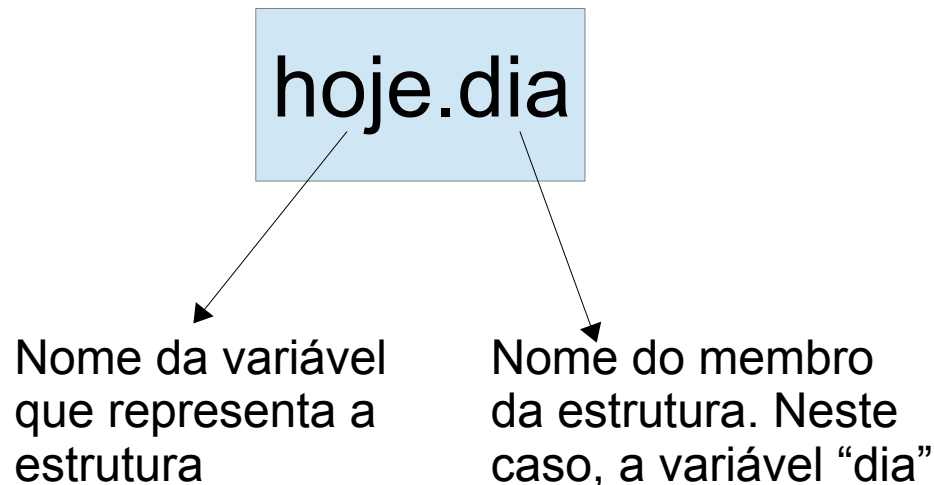 hoje.dia
Nome da variável
que representa a
estrutura
Nome do membro
da estrutura. Neste
caso, a variável “dia”